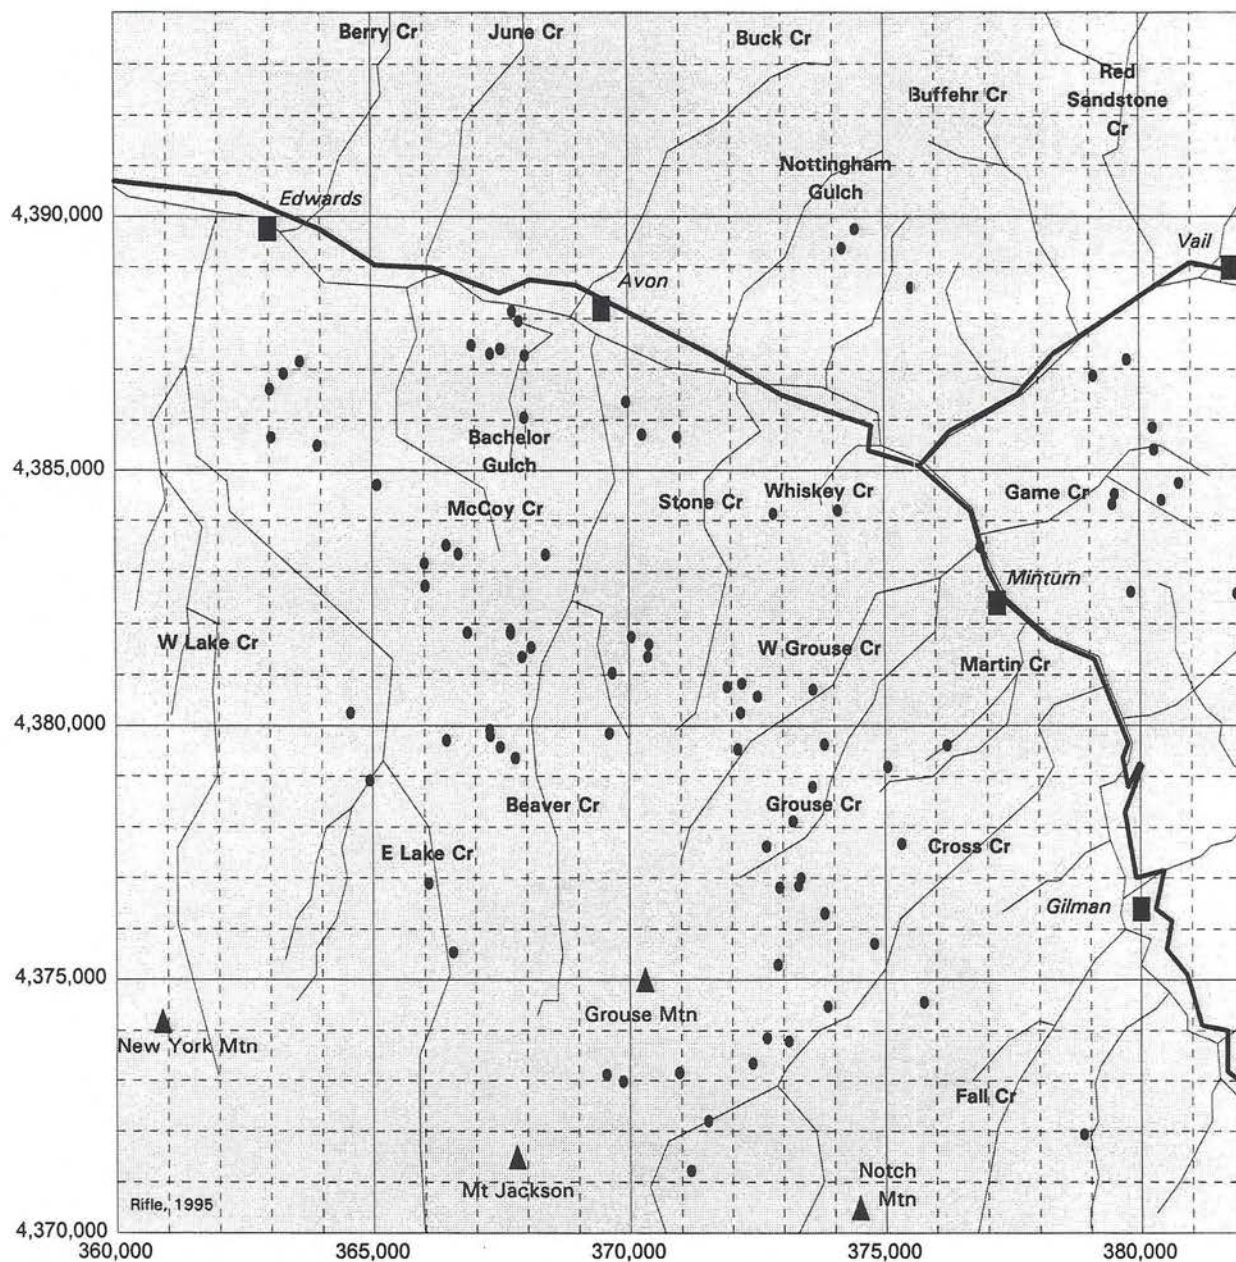 Berry Cr
June Cr
Buck Cr
Red
Sandstone
Cr
Buffehr Cr
Nottingham
Gulch
Edwards
4,390,000
Vail
Avon
Bachelor
Gulch
4,385,000
McCoy Cr
Stone Cr
Whiskey Cr
Game Cr
Minturn
W Lake Cr
W Grouse Cr
Martin Cr
4,380,000
Beaver Cr
Grouse Cr
E Lake Cr
Cross Cr
Gilman
4,375,000
Grouse Mtn
New York Mtn
Fall Cr
Mt Jackson
Notch
Mtn
Rifle, 1995
4,370,000
360,000
365,000
370,000
375,000
380,000